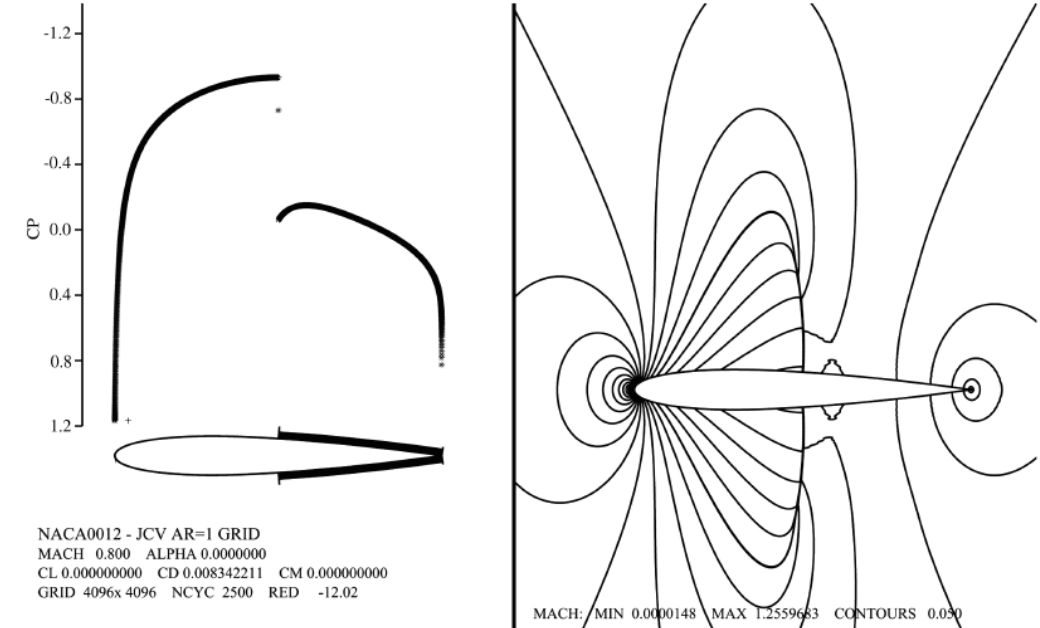 -1.2
-0.8
-0.4
0.0
0.4
0.8
1.2
CP
NACA0012 - JCV AR=1 GRID
MACH 0.800 ALPHA 0.0000000
CL 0.000000000 CD 0.008342211 CM 0.000000000
GRID 4096x 4096 NCYC 2500 RED -12.02
MACH: MIN 0.0000148 MAX 1.2559683 CONTOURS 0.050